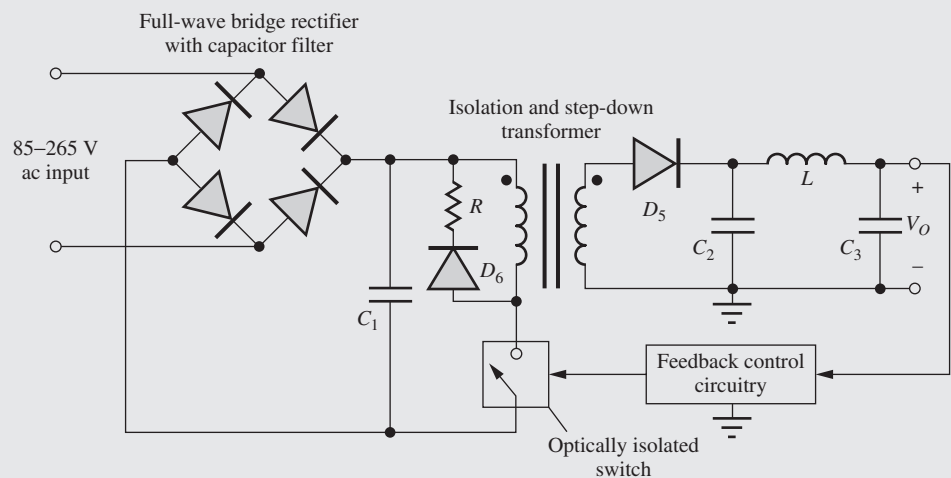 Full-wave bridge rectifier
with capacitor filter
Isolation and step-down
transformer
85–265 V
ac input
R
D6
C1
D5
L
C2
C3
+
VO
−
Feedback control
circuitry
Optically isolated
switch